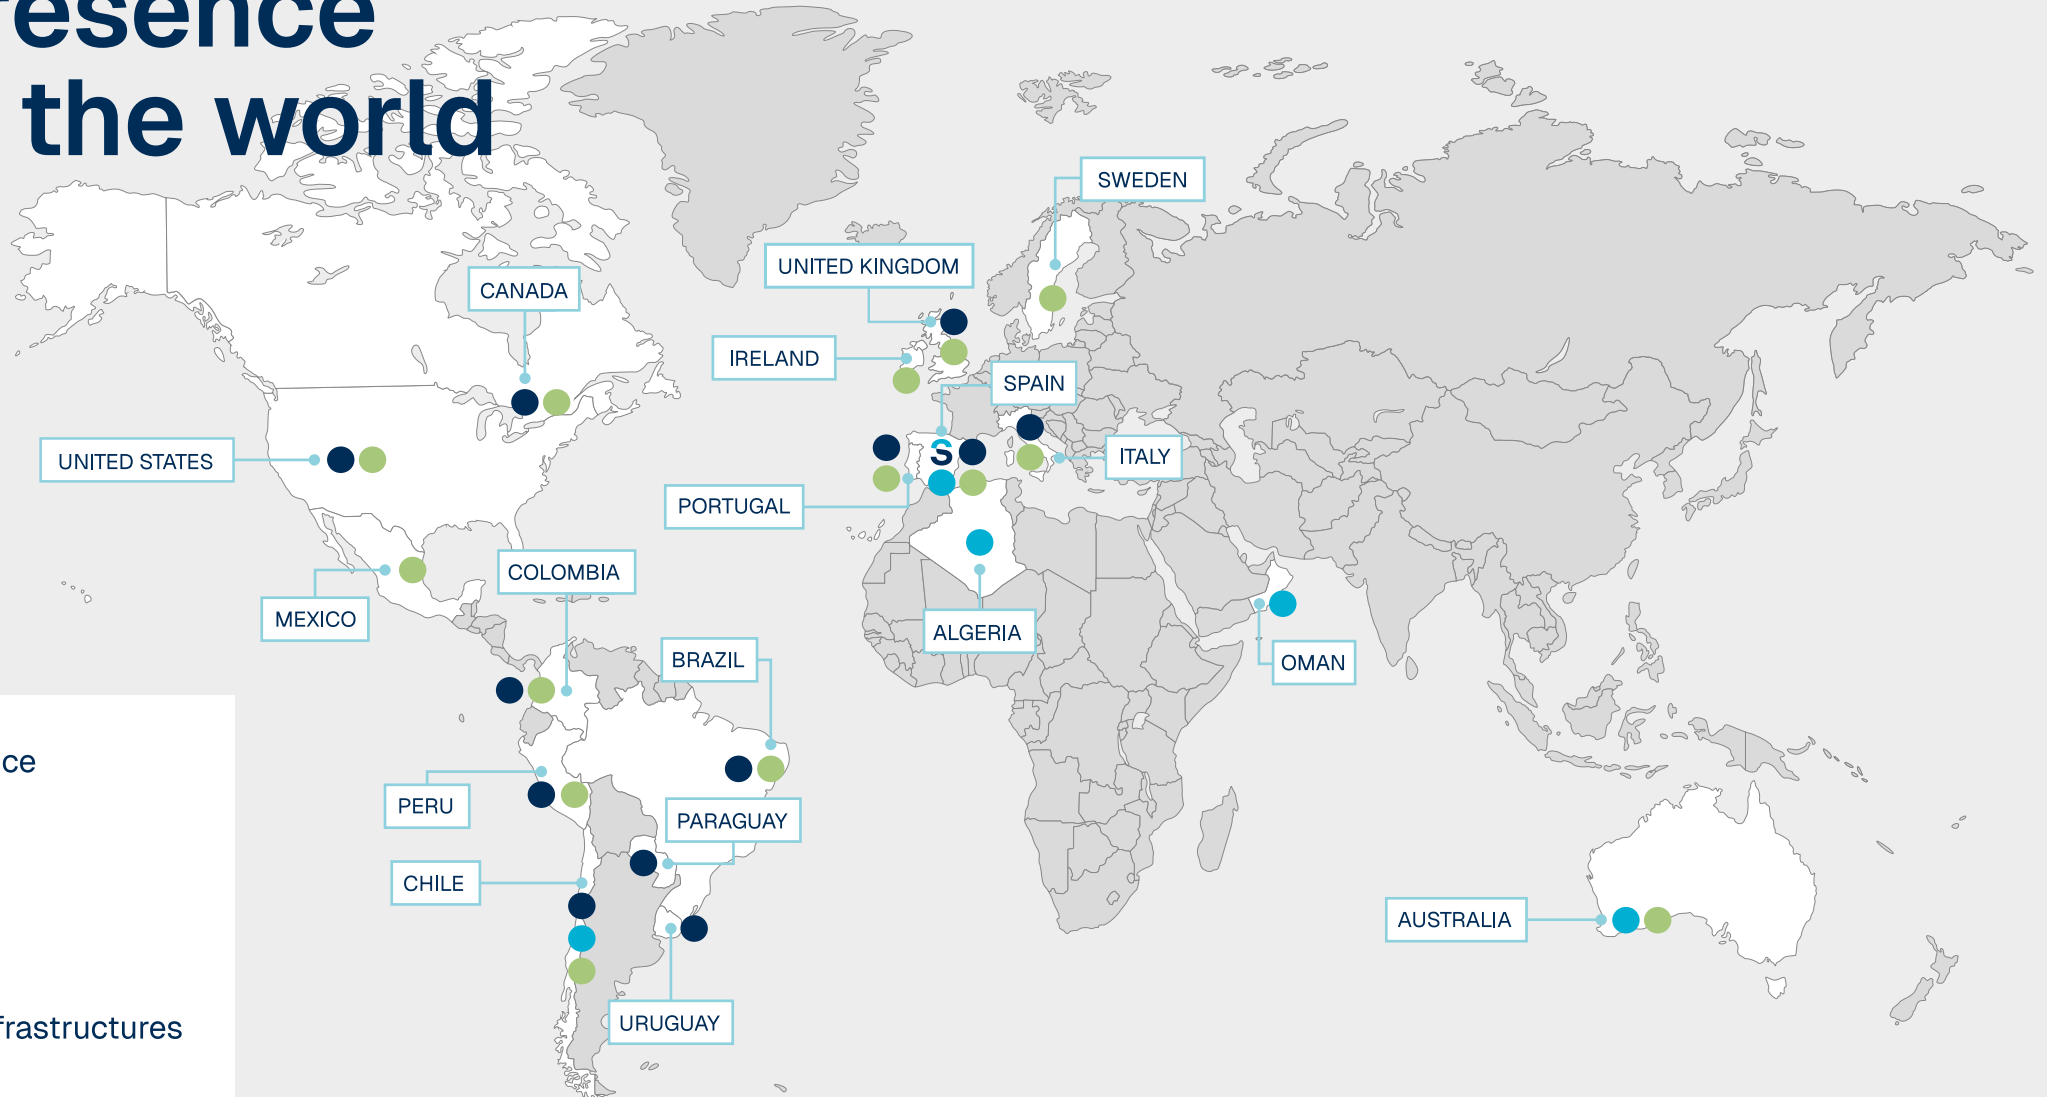 esence
the world
SWEDEN
UNITED KINGDOM
CANADA
IRELAND
SPAIN
UNITED STATES
S
ITALY
PORTUGAL
COLOMBIA
MEXICO
ALGERIA
BRAZIL
OMAN
ce
PERU
PARAGUAY
CHILE
AUSTRALIA
URUGUAY
frastructures